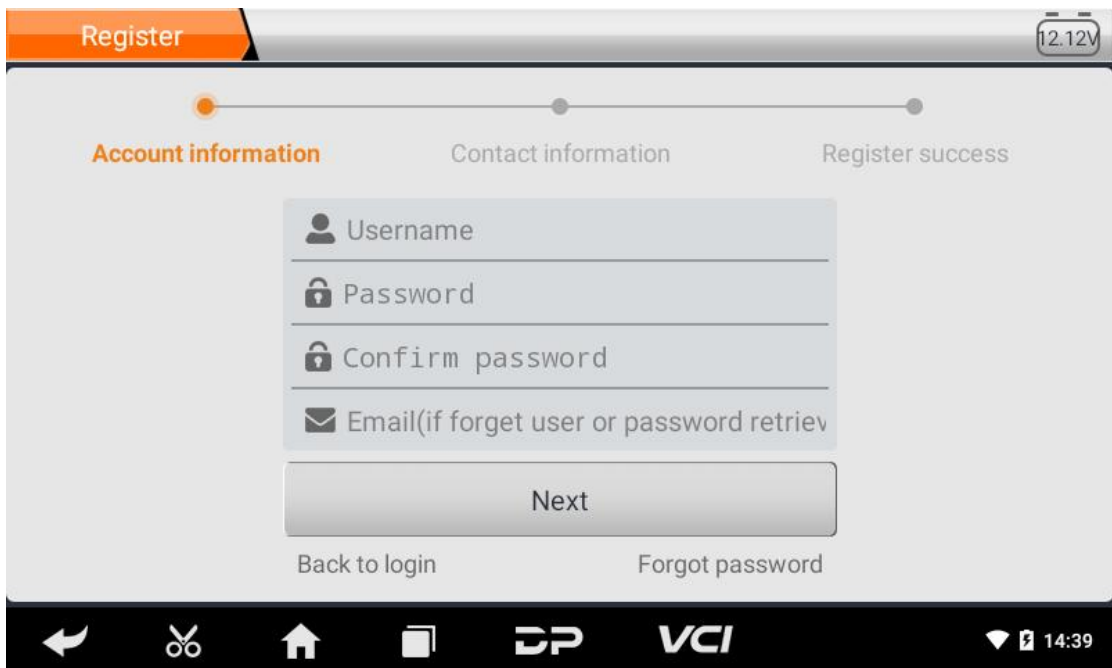 Register
12.12V
Account information
Contact information
Register success
Username
Password
Confirm password
Email(if forget user or password retriev
Next
Back to login
Forgot password
DP
VCI
14:39